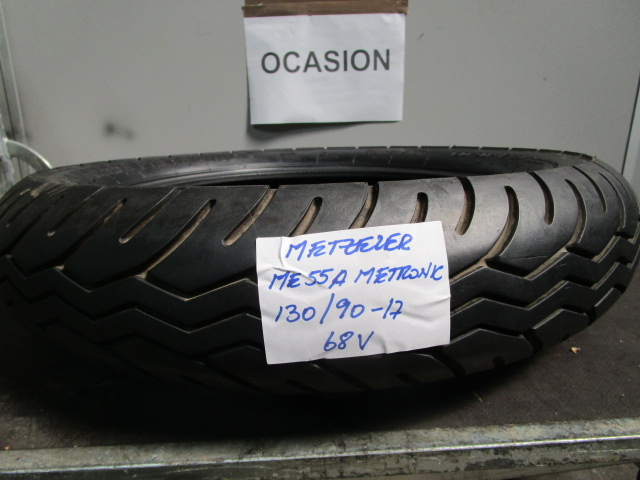 OCASION
METZELER
ME55A METRONIC
130/90-17
68V